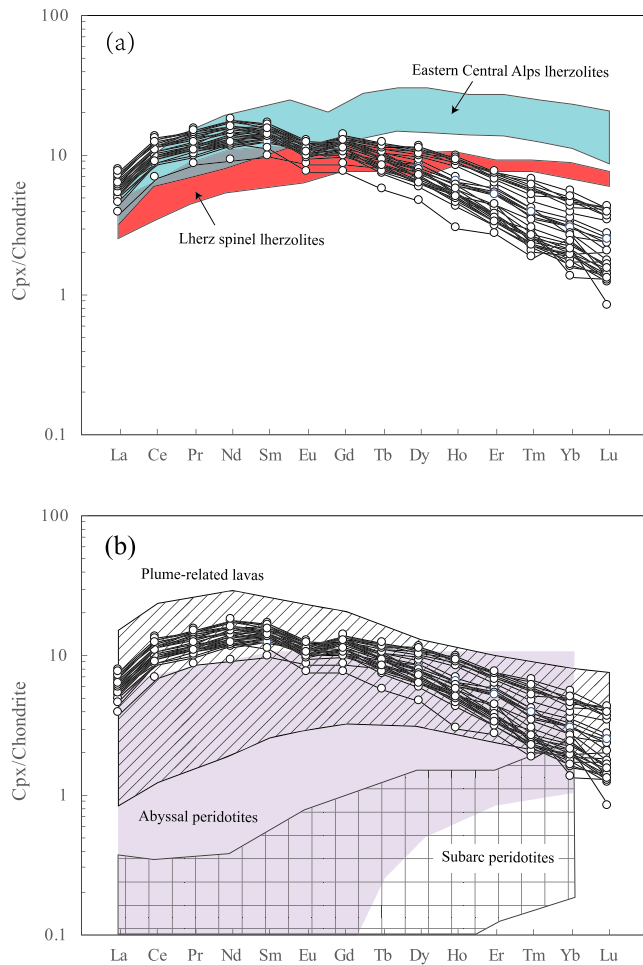 100
(a)
Eastern Central Alps lherzolites
10
Lherz spinel lherzolites
Cpx/Chondrite
1
0.1
La Ce Pr Nd Sm Eu Gd Tb Dy Ho Er Tm Yb Lu
100
(b)
Plume-related lavas
10
Cpx/Chondrite
1
Abyssal peridotites
Subarc peridotites
0.1
La Ce Pr Nd Sm Eu Gd Tb Dy Ho Er Tm Yb Lu